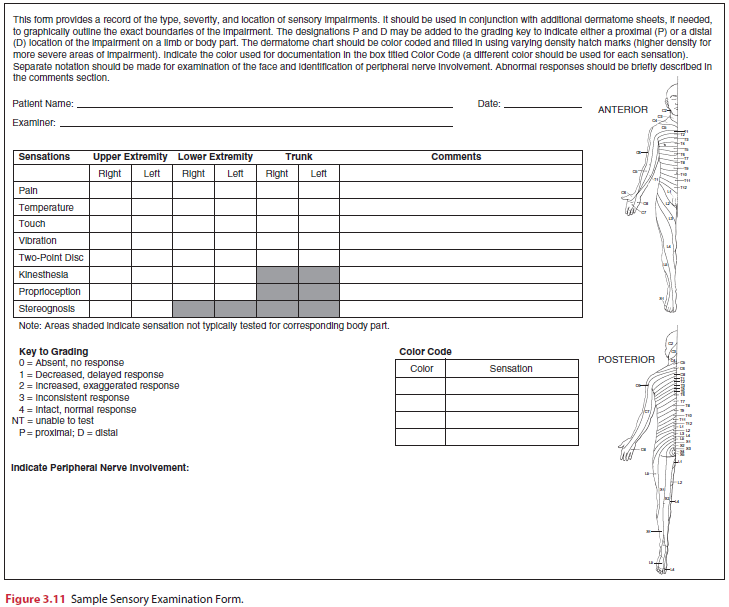 This form provides a record of the type, severity, and location of sensory impairments. It should be used in conjunction with additional dermatome sheets, if needed,
to graphically outline the exact boundaries of the impairment. The designations P and D may be added to the grading key to indicate either a proximal (P) or a distal
(D) location of the impairment on a limb or body part. The dermatome chart should be color coded and filled in using varying density hatch marks (higher density for
more severe areas of impairment). Indicate the color used for documentation in the box titled Color Code (a different color should be used for each sensation).
Separate notation should be made for examination of the face and identification of peripheral nerve involvement. Abnormal responses should be briefly described in
the comments section.
Patient Name: Date:
Examiner:
ANTERIOR
Sensations Upper Extremity Lower Extremity Trunk Comments
Right Left Right Left Right Left
Pain
Temperature
Touch
Vibration
Two-Point Disc
Kinesthesia
Proprioception
Stereognosis
Note: Areas shaded indicate sensation not typically tested for corresponding body part.
Key to Grading
0 = Absent, no response
1 = Decreased, delayed response
2 = Increased, exaggerated response
3 = Inconsistent response
4 = Intact, normal response
NT = unable to test
P = proximal; D = distal
Color Code
Color Sensation
POSTERIOR
Indicate Peripheral Nerve Involvement:
Figure 3.11 Sample Sensory Examination Form.